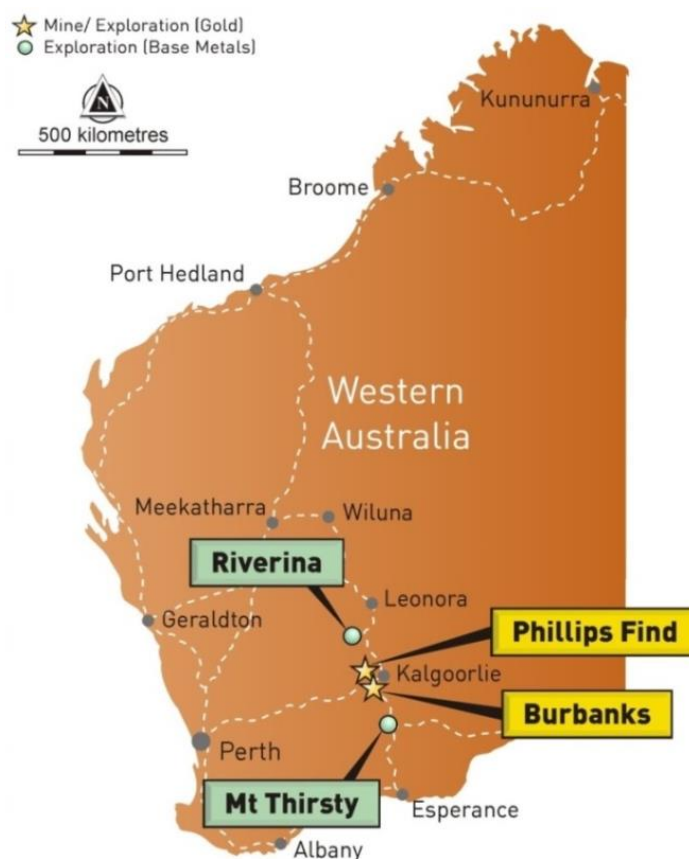 Mine/ Exploration (Gold)
Exploration (Base Metals)
N
500 kilometres
Kununurra
Broome
Port Hedland
Western
Australia
Meekatharra
Wiluna
Riverina
Leonora
Geraldton
Phillips Find
Kalgoorlie
Burbanks
Perth
Mt Thirsty
Esperance
Albany